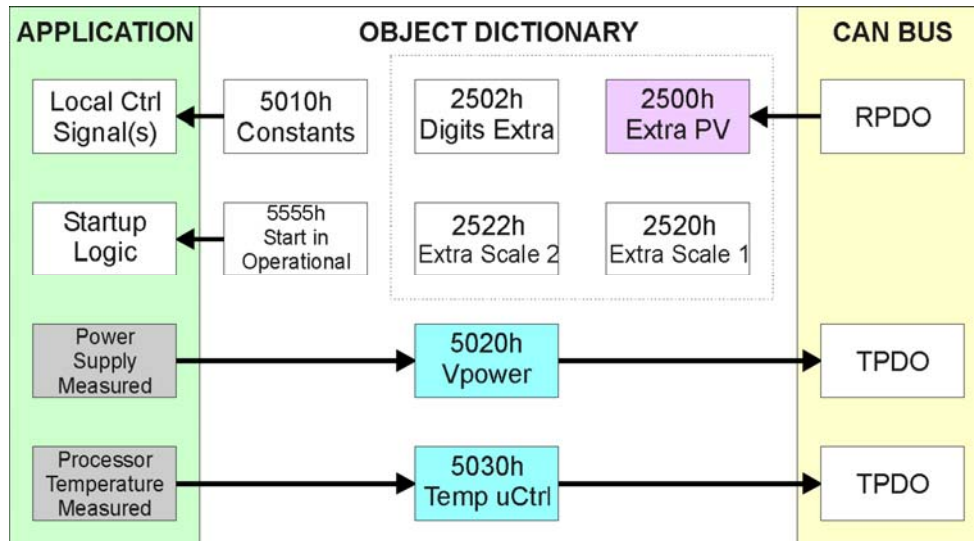 APPLICATION
OBJECT DICTIONARY
CAN BUS
Local Ctrl
Signal(s)
5010h
Constants
2502h
Digits Extra
2500h
Extra PV
RPDO
Startup
Logic
5555h
Start in
Operational
2522h
Extra Scale 2
2520h
Extra Scale 1
Power
Supply
Measured
5020h
Vpower
TPDO
Processor
Temperature
Measured
5030h
Temp uCtrl
TPDO